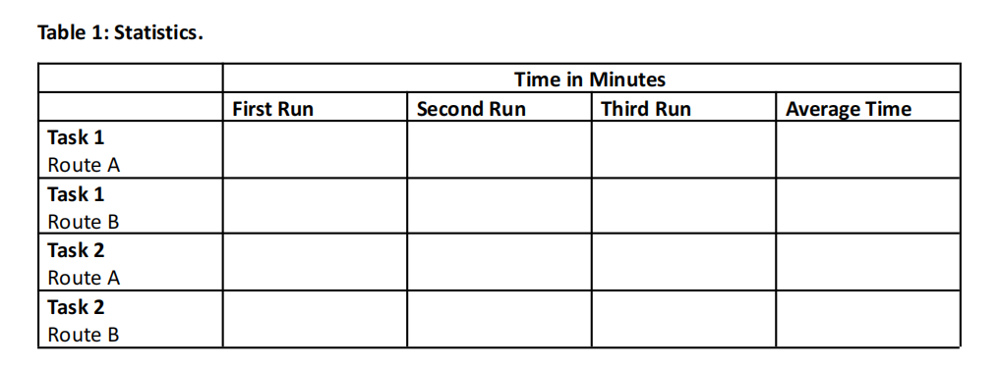 Table 1: Statistics.
Time in Minutes
First Run Second Run Third Run Average Time
Task 1
Route A
Task 1
Route B
Task 2
Route A
Task 2
Route B